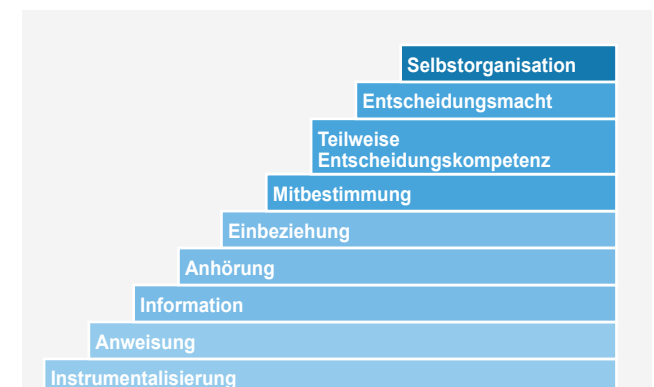 Selbstorganisation
Entscheidungsmacht
Teilweise
Entscheidungskompetenz
Mitbestimmung
Einbeziehung
Anhörung
Information
Anweisung
Instrumentalisierung